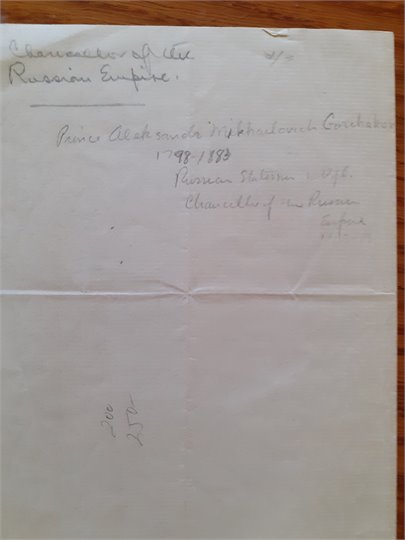 Chancellor of the
Russian Empire.
Prince Aleksandr Mikhailovich Gorchakov
1798-1883
Russian Statesman
Chancellor of the Russian
Empire
200
250-